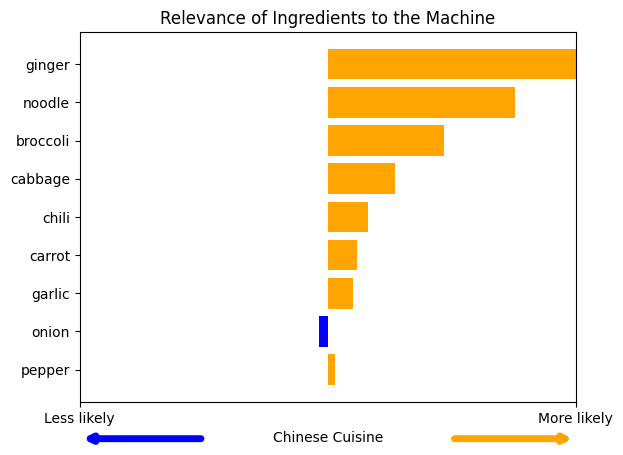 Relevance of Ingredients to the Machine
ginger
noodle
broccoli
cabbage
chili
carrot
garlic
onion
pepper
Less likely More likely
Chinese Cuisine